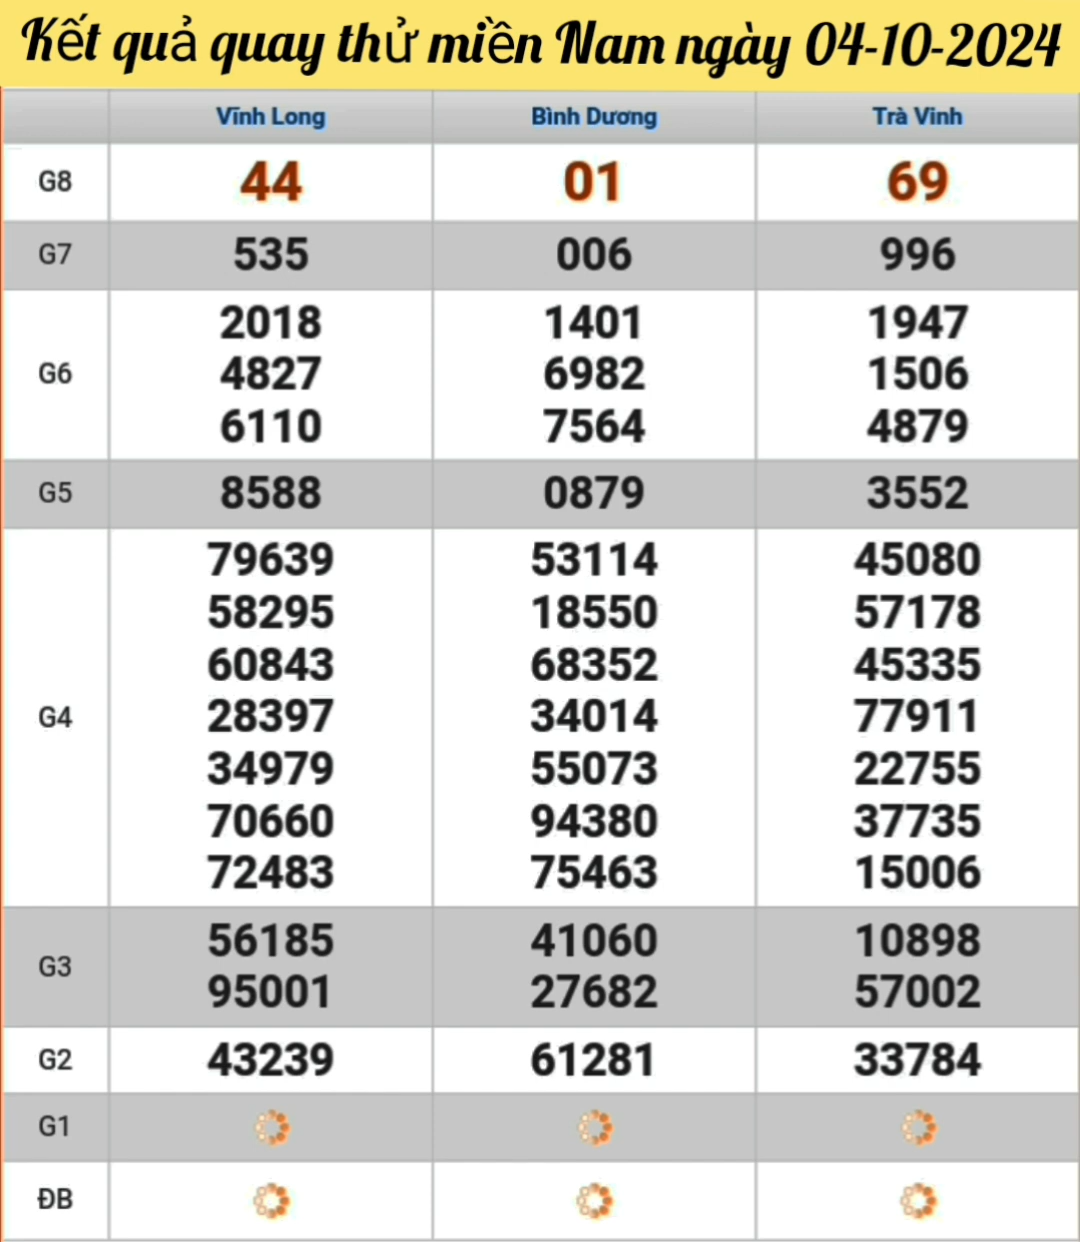 Kết quả quay thử miền Nam ngày 04-10-2024
Vĩnh Long Bình Dương Trà Vinh
G8 44 01 69
G7 535 006 996
2018 1401 1947
G6 4827 6982 1506
6110 7564 4879
G5 8588 0879 3552
79639 53114 45080
58295 18550 57178
60843 68352 45335
G4 28397 34014 77911
34979 55073 22755
70660 94380 37735
72483 75463 15006
G3 56185 41060 10898
95001 27682 57002
G2 43239 61281 33784
G1
ĐB